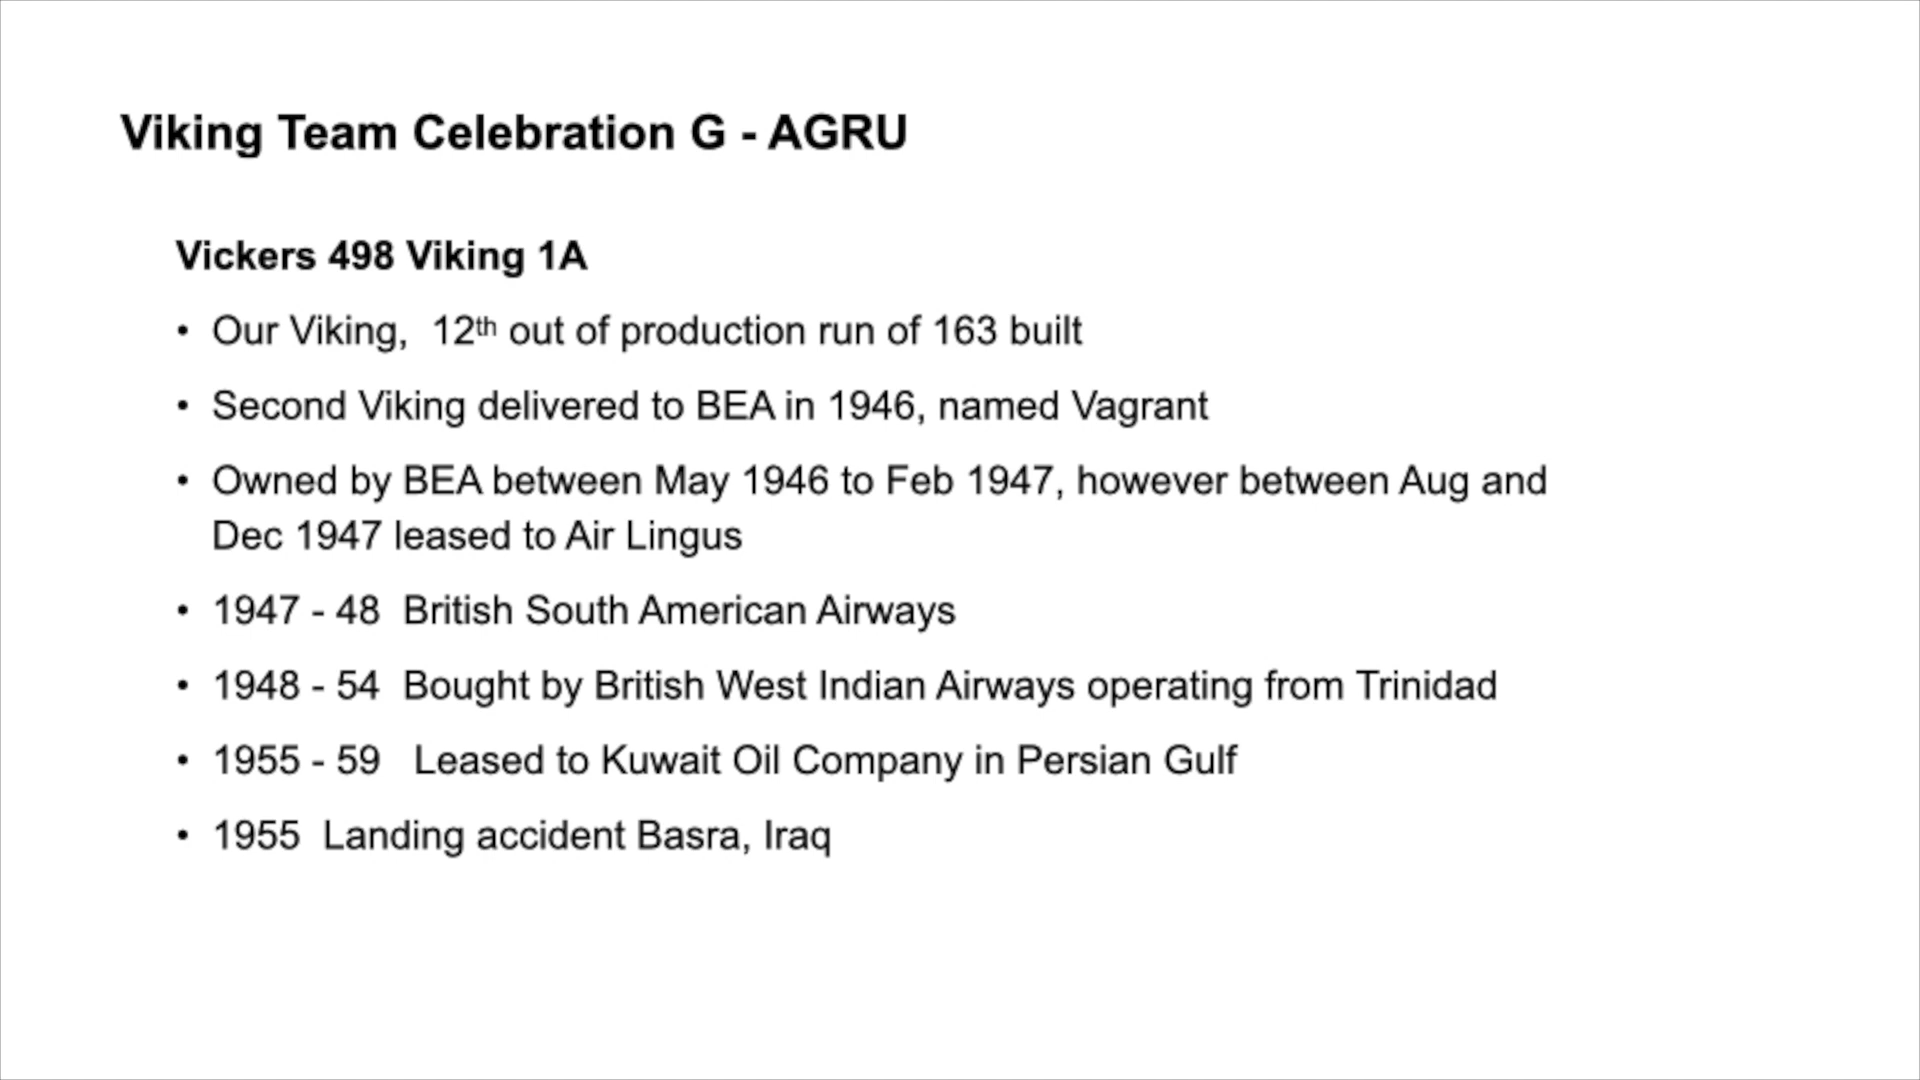 Viking Team Celebration G - AGRU
Vickers 498 Viking 1A
• Our Viking,  12th out of production run of 163 built
• Second Viking delivered to BEA in 1946, named Vagrant
• Owned by BEA between May 1946 to Feb 1947, however between Aug and
Dec 1947 leased to Air Lingus
• 1947 - 48  British South American Airways
• 1948 - 54  Bought by British West Indian Airways operating from Trinidad
• 1955 - 59   Leased to Kuwait Oil Company in Persian Gulf
• 1955  Landing accident Basra, Iraq